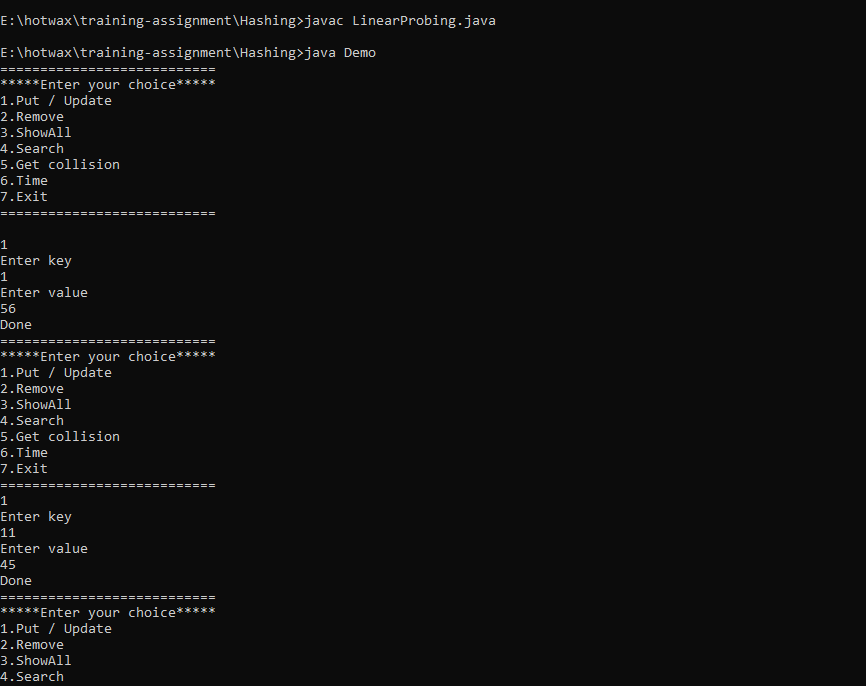 E:\hotwax\training-assignment\Hashing>javac LinearProbing.java
E:\hotwax\training-assignment\Hashing>java Demo
===========================
*****Enter your choice*****
1.Put / Update
2.Remove
3.ShowAll
4.Search
5.Get collision
6.Time
7.Exit
===========================
1
Enter key
1
Enter value
56
Done
===========================
*****Enter your choice*****
1.Put / Update
2.Remove
3.ShowAll
4.Search
5.Get collision
6.Time
7.Exit
===========================
1
Enter key
11
Enter value
45
Done
===========================
*****Enter your choice*****
1.Put / Update
2.Remove
3.ShowAll
4.Search